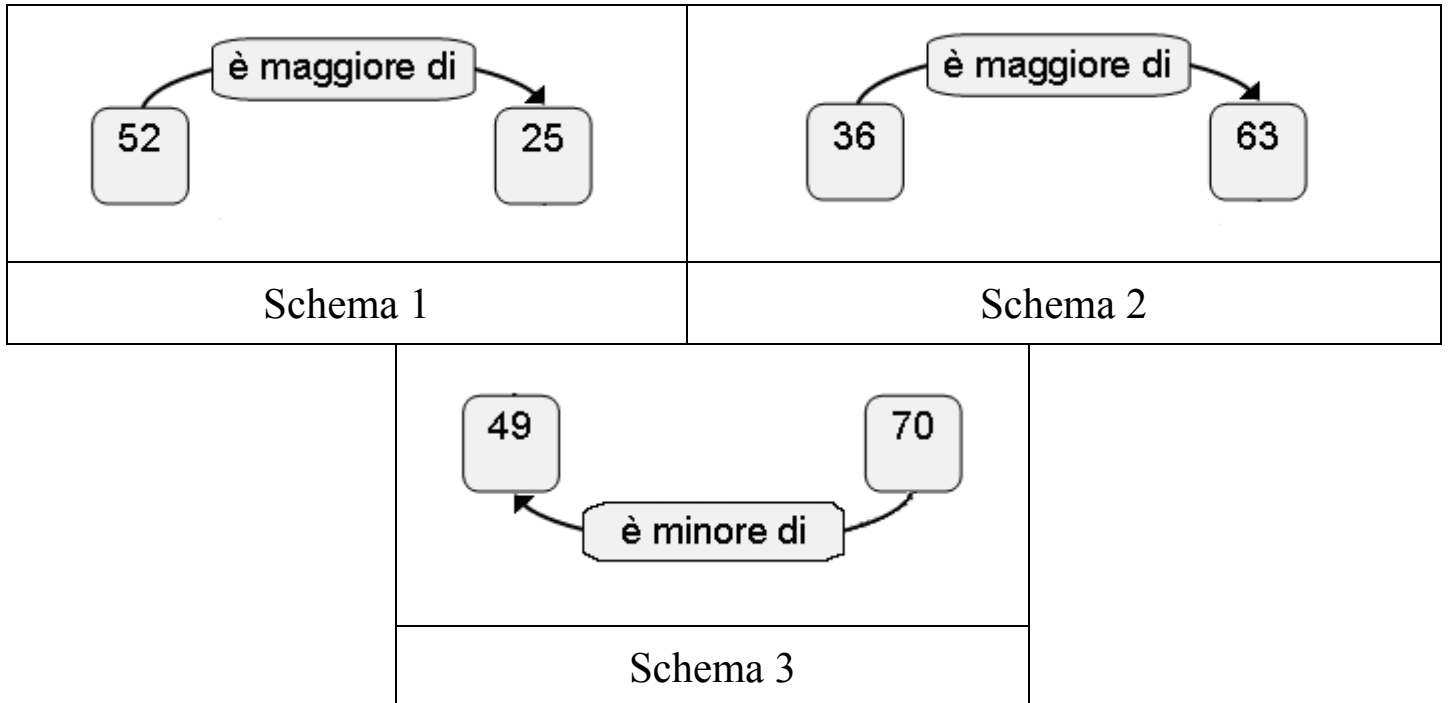 è maggiore di
52
25
è maggiore di
36
63
Schema 1
Schema 2
49
70
è minore di
Schema 3